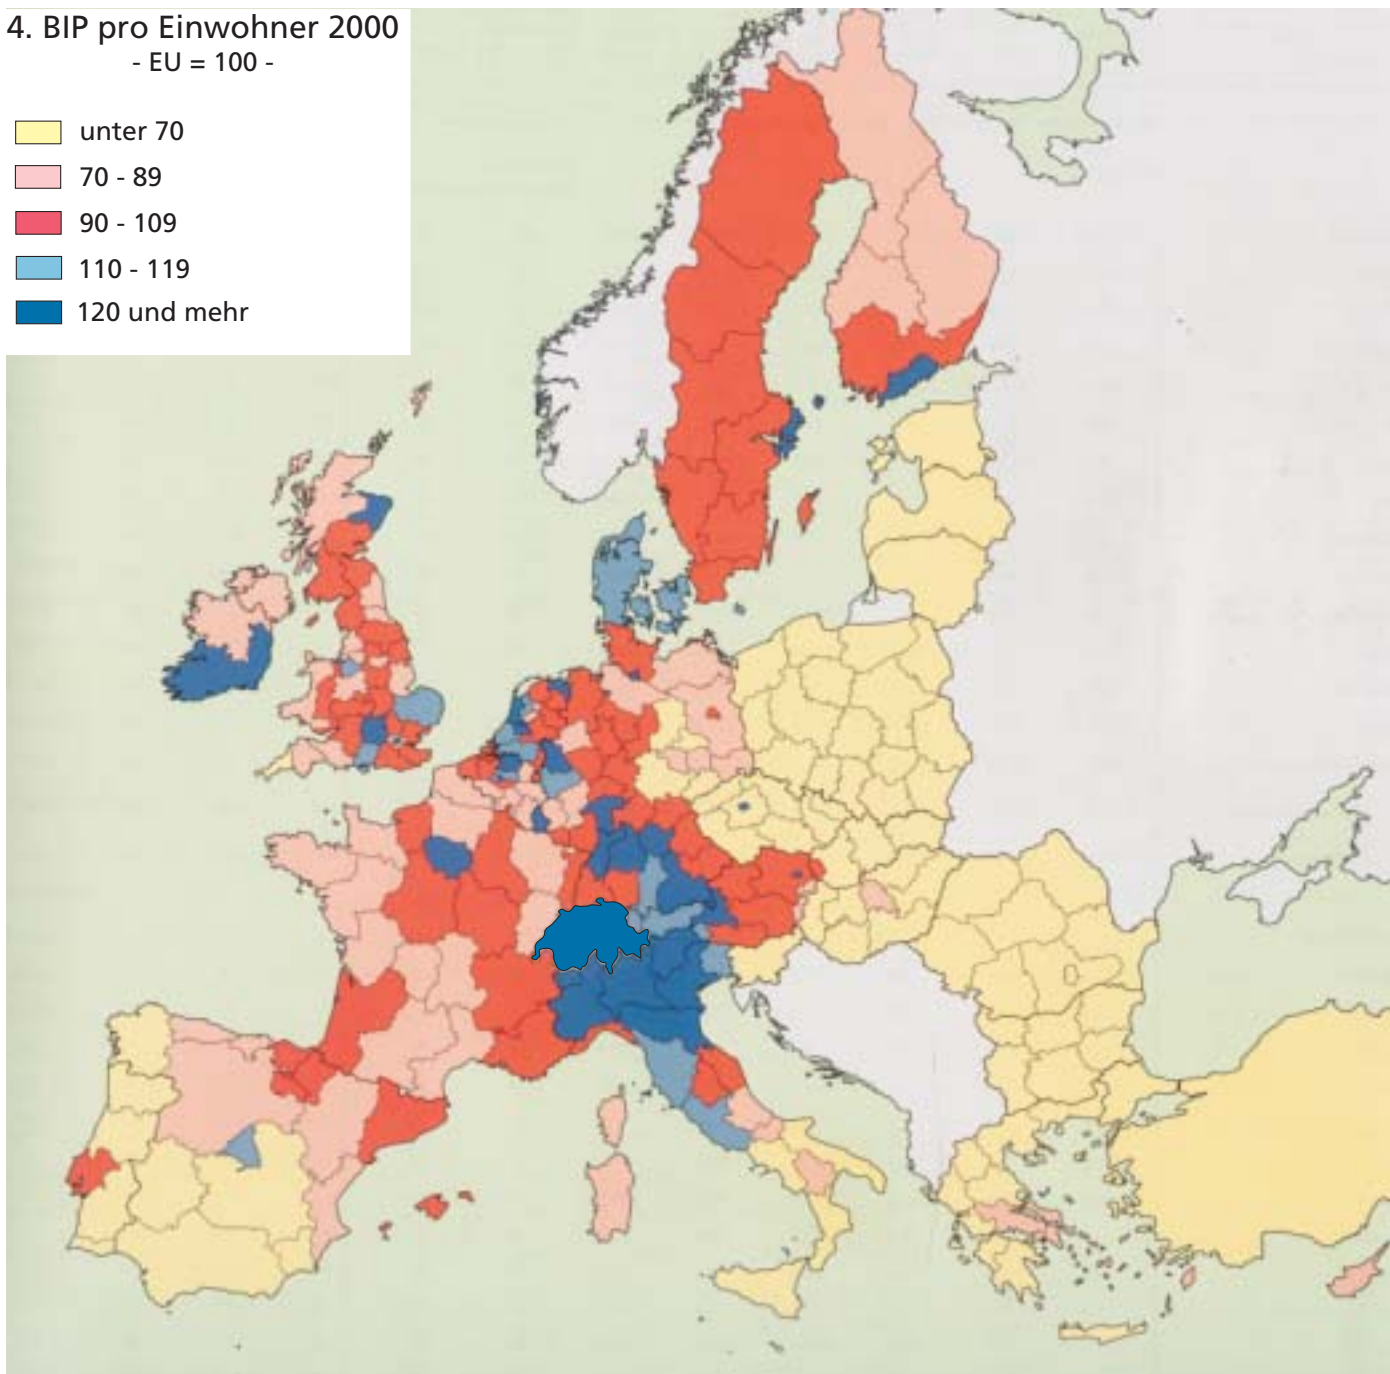 4. BIP pro Einwohner 2000
- EU = 100 -
unter 70
70 - 89
90 - 109
110 - 119
120 und mehr